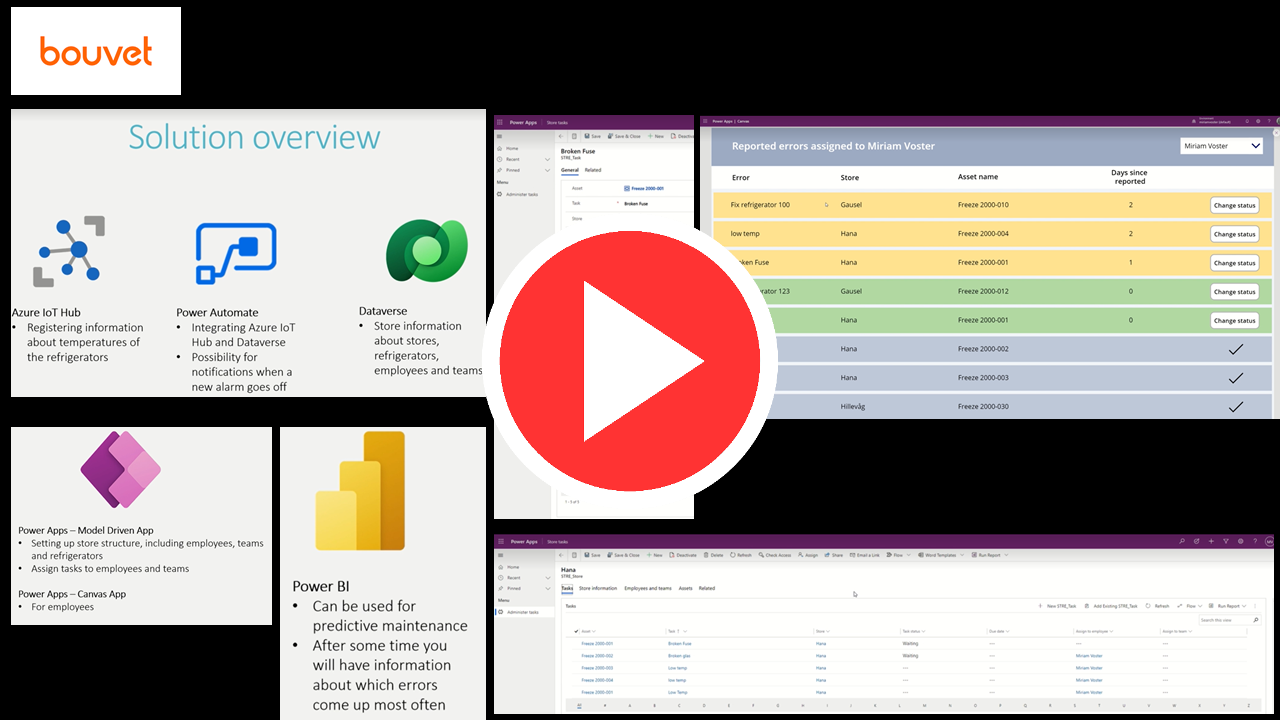 bouvet
Solution overview
Azure IoT Hub
• Registering information
about temperatures of
the refrigerators
Power Automate
• Integrating Azure IoT
Hub and Dataverse
• Possibility for
notifications when a
new alarm goes off
Dataverse
• Store information
about stores,
refrigerators,
employees and teams
Power Apps – Model Driven App
• Setting up store structure, including employees, teams
and refrigerators
• Assign tasks to employees and teams
Power Apps – Canvas App
• For employees
Power BI
• Can be used for
predictive maintenance
• After some time you
will have information
about which errors
come up most often
Power Apps Store tasks
Save Save & Close New Deactivate
Home
Recent
Pinned
Menu
Administer tasks
Broken Fuse
STRE_Task
General Related
Asset Freeze 2000-001
Task * Broken Fuse
Store
1 - 5 of 5
Power Apps | Canvas
Reported errors assigned to Miriam Voster Miriam Voster
Error Store Asset name Days since
reported
Fix refrigerator 100 Gausel Freeze 2000-010 2 Change status
low temp Hana Freeze 2000-004 2 Change status
Fuse Hana Freeze 2000-001 1 Change status
123 Gausel Freeze 2000-012 0 Change status
Hana Freeze 2000-001 0 Change status
Hana Freeze 2000-002
Hana Freeze 2000-003
Hillevåg Freeze 2000-030
Power Apps Store tasks
Save Save & Close New Deactivate Delete Refresh Check Access Assign Share Email a Link Flow Word Templates Run Report
Home
Recent
Pinned
Menu
Administer tasks
Hana
STRE_Store
Tasks Store information Employees and teams Assets Related
Tasks New STRE_Task Add Existing STRE_Task Refresh Flow Run Report
Search this view
Asset Task ↑ Store Task status Due date Assign to employee Assign to team
Freeze 2000-001 Broken Fuse Hana Waiting --- --- ---
Freeze 2000-002 Broken glas Hana Waiting --- Miriam Voster ---
Freeze 2000-003 Low temp Hana --- --- Miriam Voster ---
Freeze 2000-004 low temp Hana --- --- Miriam Voster ---
Freeze 2000-001 Low Temp Hana --- --- Miriam Voster ---
All # A B C D E F G H I J K L M N O P Q R S T U V W X Y Z